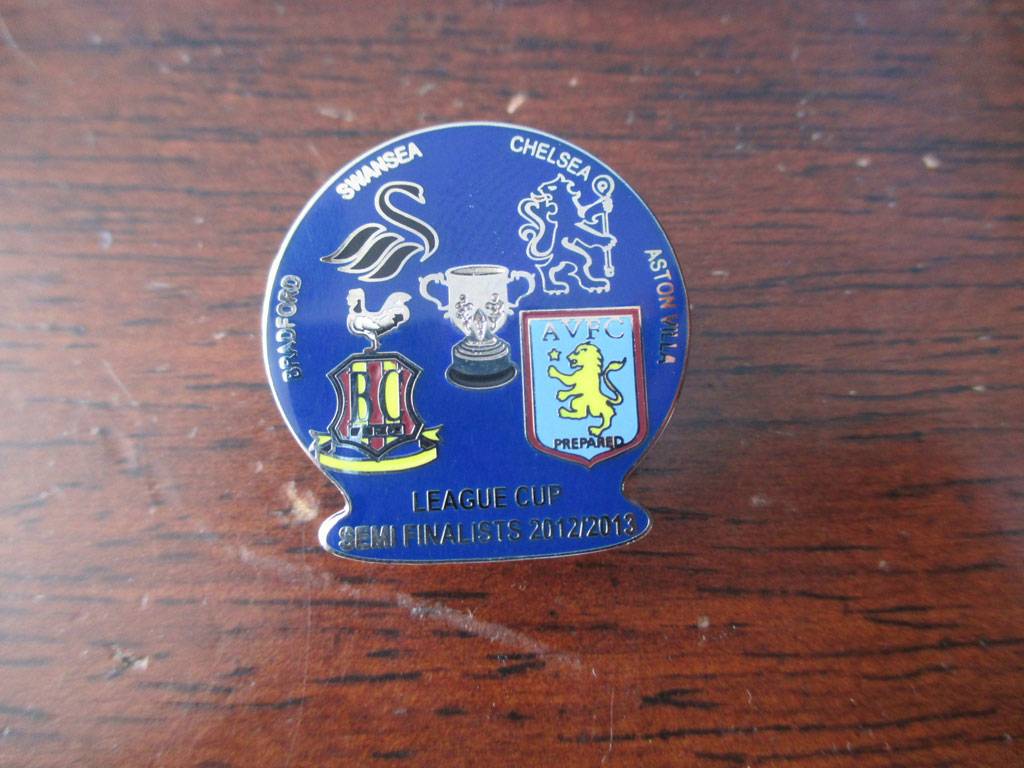 SWANSEA
CHELSEA
BRADFORD
ASTON VILLA
BC
AVFC
PREPARED
LEAGUE CUP
SEMI FINALISTS 2012/2013